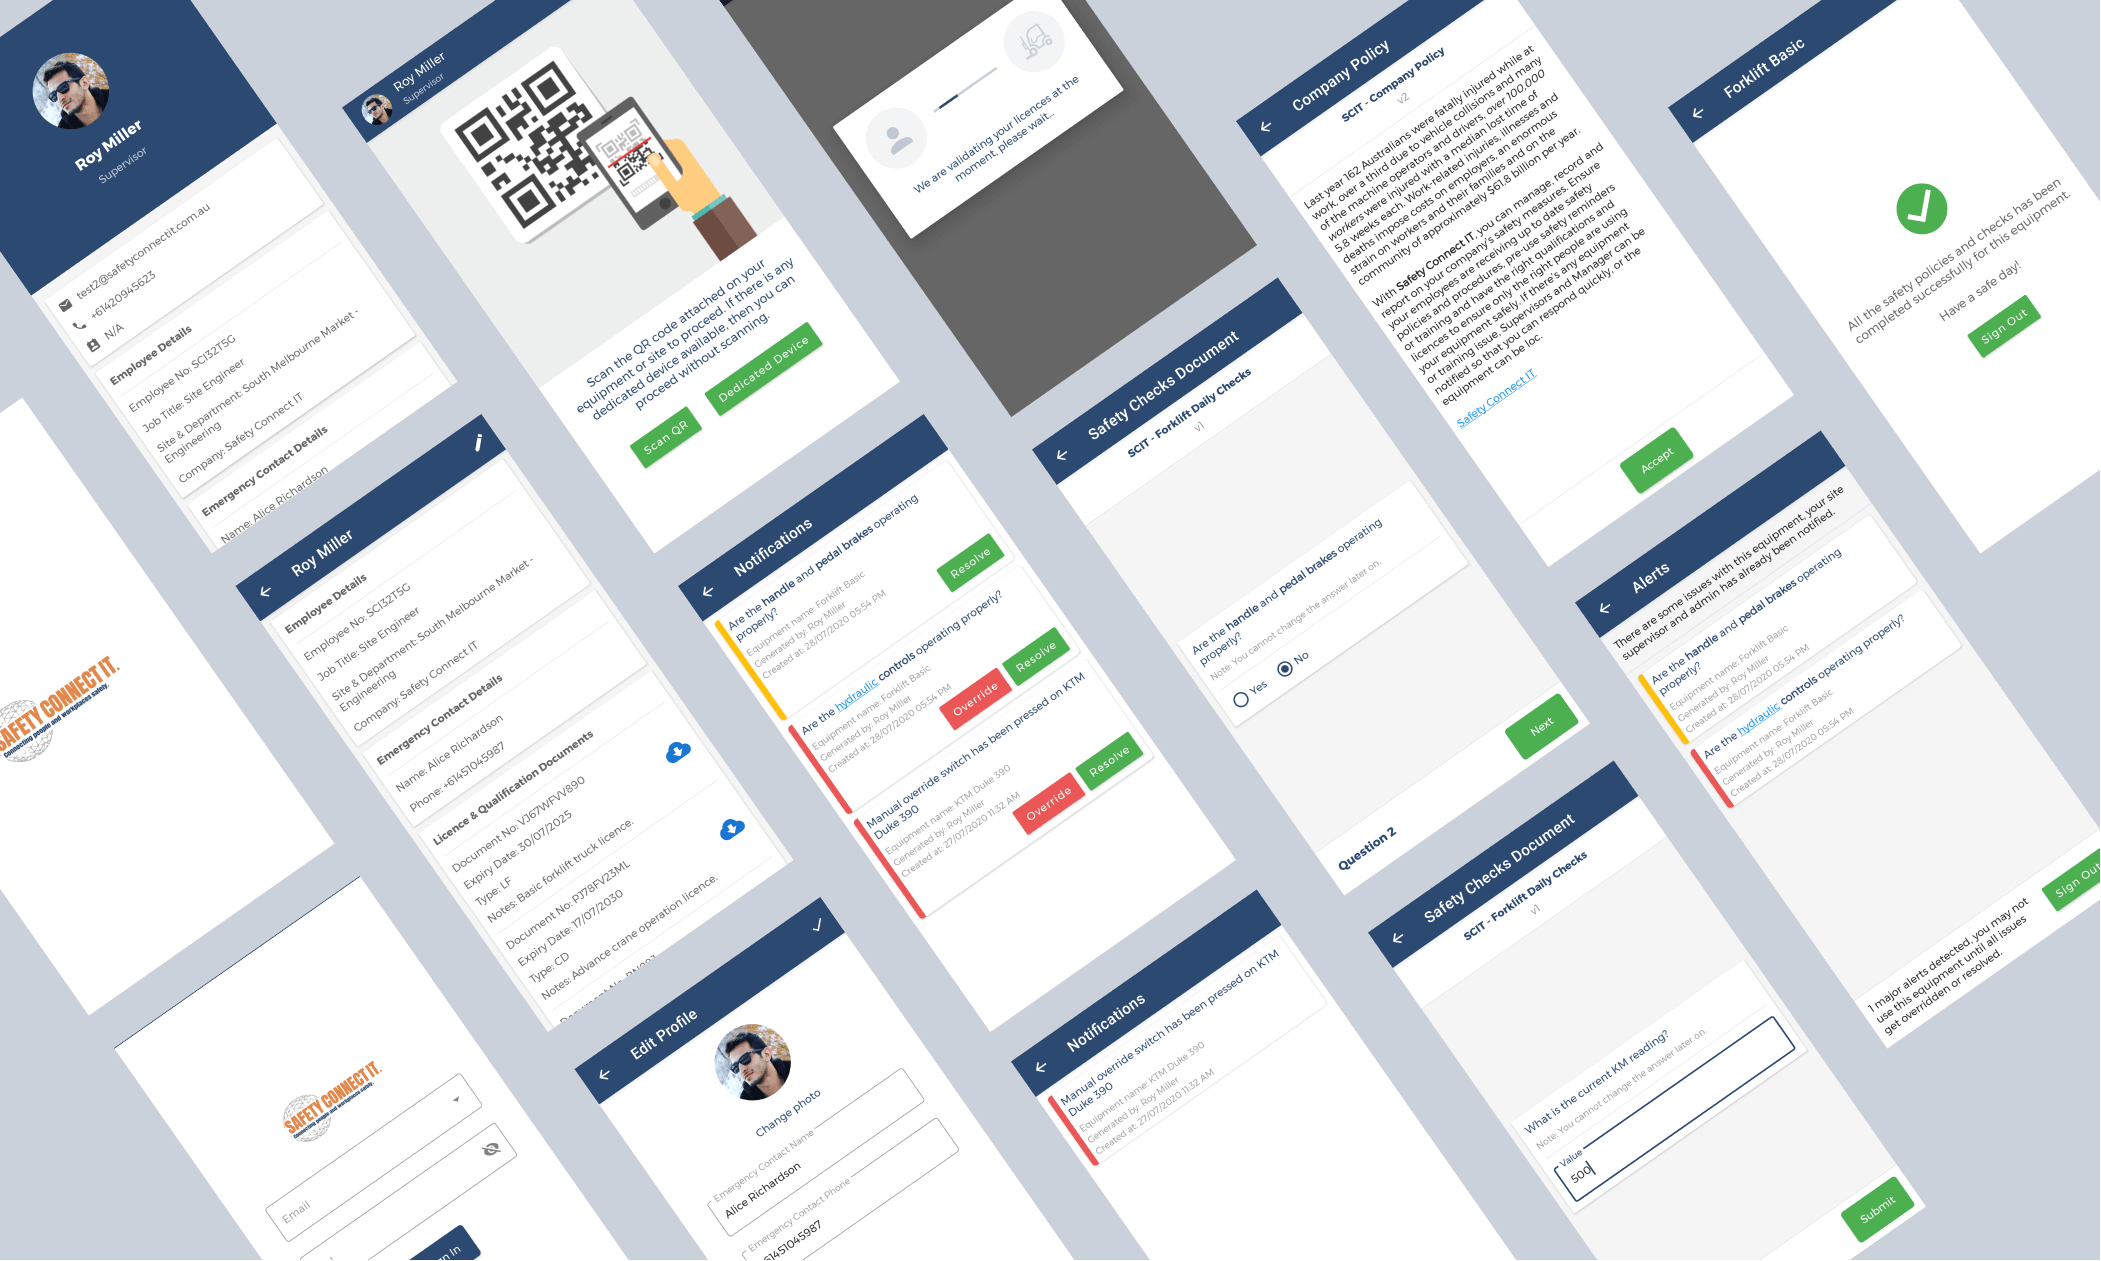 Roy Miller
Supervisor
test2@safetyconnectit.com.au
+61420945623
N/A
Employee Details
Employee No: SCI32T5G
Job Title: Site Engineer
Site & Department: South Melbourne Market -
Engineering
Company: Safety Connect IT
Emergency Contact Details
Name: Alice Richardson
SAFETY CONNECT IT.
Connecting people and workplaces safely.
Roy Miller
Employee Details
Employee No: SCI32T5G
Job Title: Site Engineer
Site & Department: South Melbourne Market -
Engineering
Company: Safety Connect IT
Emergency Contact Details
Name: Alice Richardson
Phone: +61451045987
Licence & Qualification Documents
Document No: VJ67WFVV890
Expiry Date: 30/07/2025
Type: LF
Notes: Basic forklift truck licence.
Document No: PJ78FV23ML
Expiry Date: 17/07/2030
Type: CD
Notes: Advance crane operation licence.
SAFETY CONNECT IT.
Connecting people and workplaces safely.
Email
Roy Miller
Supervisor
Scan the QR code attached on your
equipment or site to proceed. If there is any
dedicated device available, then you can
proceed without scanning.
Scan QR
Dedicated Device
Notifications
Are the handle and pedal brakes operating
properly?
Equipment name: Forklift Basic
Generated by: Roy Miller
Created at: 28/07/2020 05:54 PM
Resolve
Are the hydraulic controls operating properly?
Equipment name: Forklift Basic
Generated by: Roy Miller
Created at: 28/07/2020 05:54 PM
Override
Resolve
Manual override switch has been pressed on KTM
Duke 390
Equipment name: KTM Duke 390
Generated by: Roy Miller
Created at: 27/07/2020 11:32 AM
Override
Resolve
Edit Profile
Change photo
Emergency Contact Name
Alice Richardson
Emergency Contact Phone
61451045987
We are validating your licences at the
moment, please wait...
Safety Checks Document
SCIT - Forklift Daily Checks
v1
Are the handle and pedal brakes operating
properly?
Note: You cannot change the answer later on.
Yes
No
Next
Question 2
Notifications
Manual override switch has been pressed on KTM
Duke 390
Equipment name: KTM Duke 390
Generated by: Roy Miller
Created at: 27/07/2020 11:32 AM
Company Policy
SCIT - Company Policy
v2
Last year 162 Australians were fatally injured while at
work, over a third due to vehicle collisions and many
of the machine operators and drivers, over 100,000
workers were injured with a median lost time of
5.8 weeks each. Work-related injuries, illnesses and
deaths impose costs on employers, an enormous
strain on workers and their families and on the
community of approximately $61.8 billion per year.
With Safety Connect IT, you can manage, record and
report on your company's safety measures. Ensure
your employees are receiving up to date safety
policies and procedures, pre-use safety reminders
or training and have the right qualifications and
licences to ensure only the right people are using
your equipment safely. If there's any equipment
or training issue, Supervisors and Manager can be
notified so that you can respond quickly, or the
equipment can be loc.
Safety Connect IT
Accept
Safety Checks Document
SCIT - Forklift Daily Checks
v1
What is the current KM reading?
Note: You cannot change the answer later on.
Value
500
Submit
Forklift Basic
All the safety policies and checks has been
completed successfully for this equipment.
Have a safe day!
Sign Out
Alerts
There are some issues with this equipment, your site
supervisor and admin has already been notified.
Are the handle and pedal brakes operating
properly?
Equipment name: Forklift Basic
Generated by: Roy Miller
Created at: 28/07/2020 05:54 PM
Are the hydraulic controls operating properly?
Equipment name: Forklift Basic
Generated by: Roy Miller
Created at: 28/07/2020 05:54 PM
1 major alerts detected, you may not
use this equipment until all issues
get overridden or resolved.
Sign Out